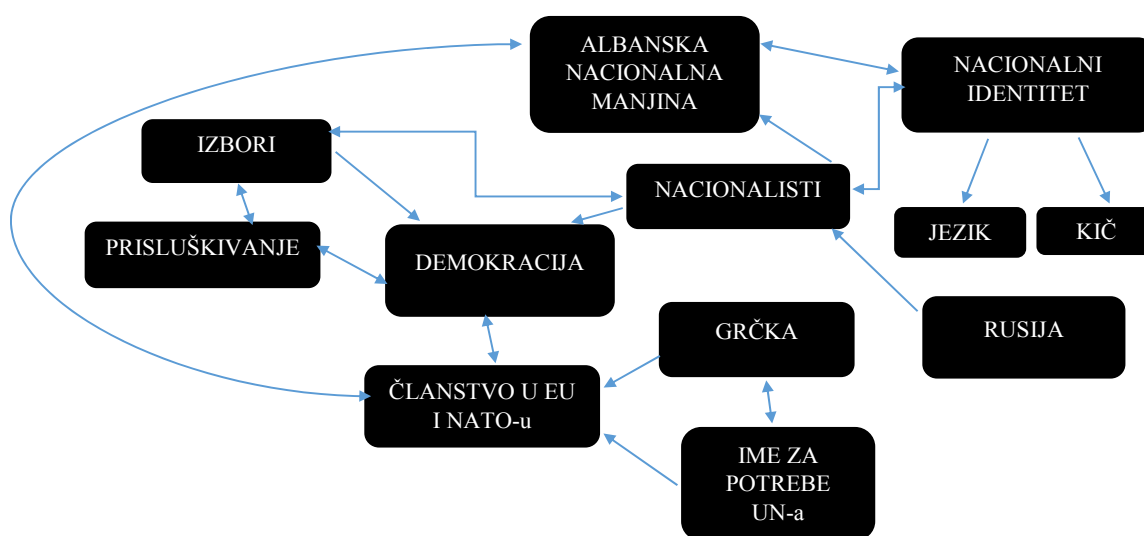 ALBANSKA
NACIONALNA
MANJINA
NACIONALNI
IDENTITET
IZBORI
NACIONALISTI
JEZIK
KIČ
PRISLUŠKIVANJE
DEMOKRACIJA
GRČKA
RUSIJA
ČLANSTVO U EU
I NATO-u
IME ZA
POTREBE
UN-a